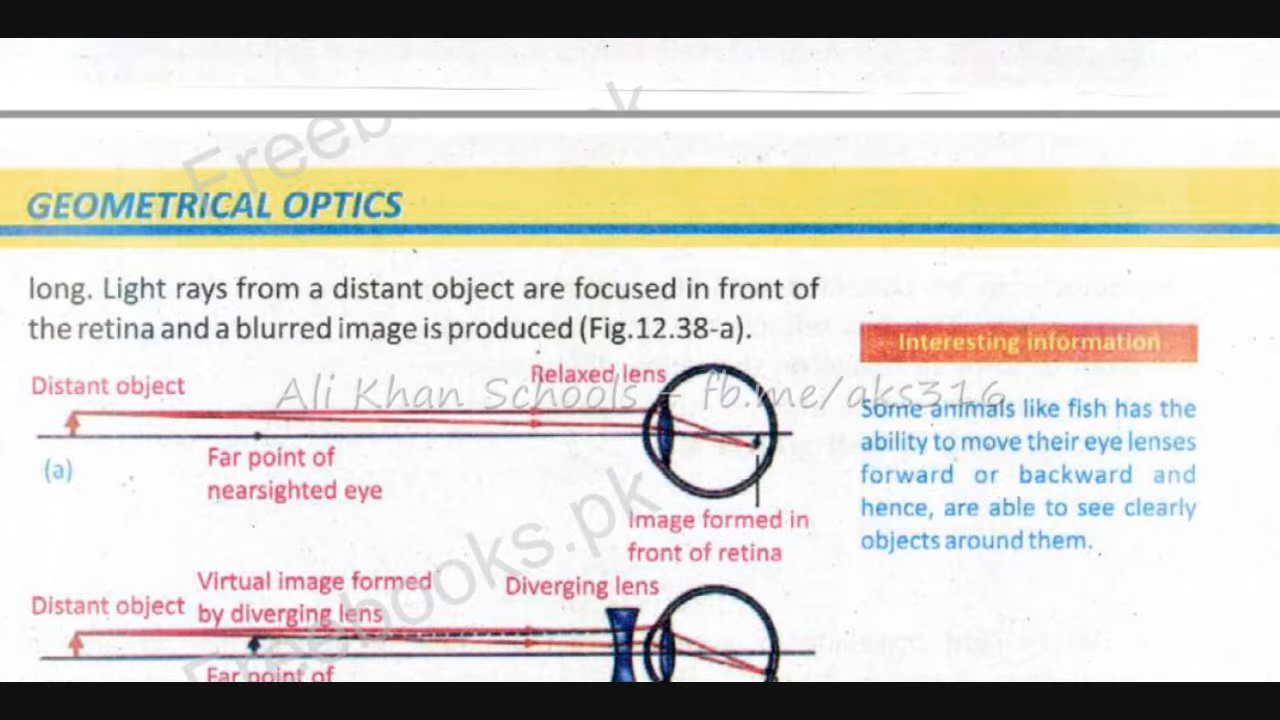 Freebooks.pk
GEOMETRICAL OPTICS
long. Light rays from a distant object are focused in front of
the retina and a blurred image is produced (Fig.12.38-a).
Interesting information
Some animals like fish has the
ability to move their eye lenses
forward or backward and
hence, are able to see clearly
objects around them.
Ali Khan Schools – fb.me/aks316
Distant object
Relaxed lens
(a)
Far point of
nearsighted eye
Image formed in
front of retina
Freebooks.pk
Distant object
Virtual image formed
by diverging lens
Diverging lens
Far point of